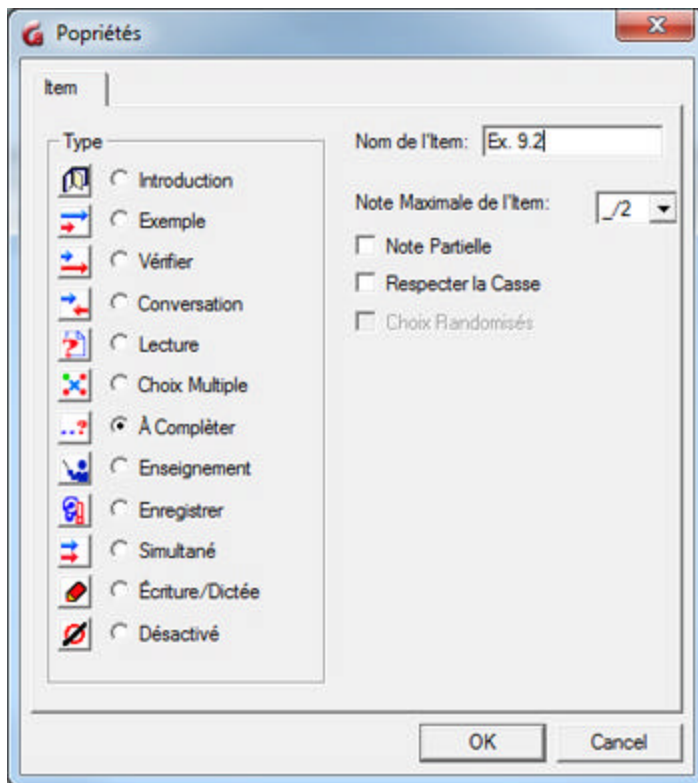 Popriétés
Item
Type
Introduction
Exemple
Vérifier
Conversation
Lecture
Choix Multiple
À Complèter
Enseignement
Enregistrer
Simultané
Écriture/Dictée
Désactivé
Nom de l'Item: Ex. 9.2
Note Maximale de l'Item: _/2
Note Partielle
Respecter la Casse
Choix Randomisés
OK Cancel